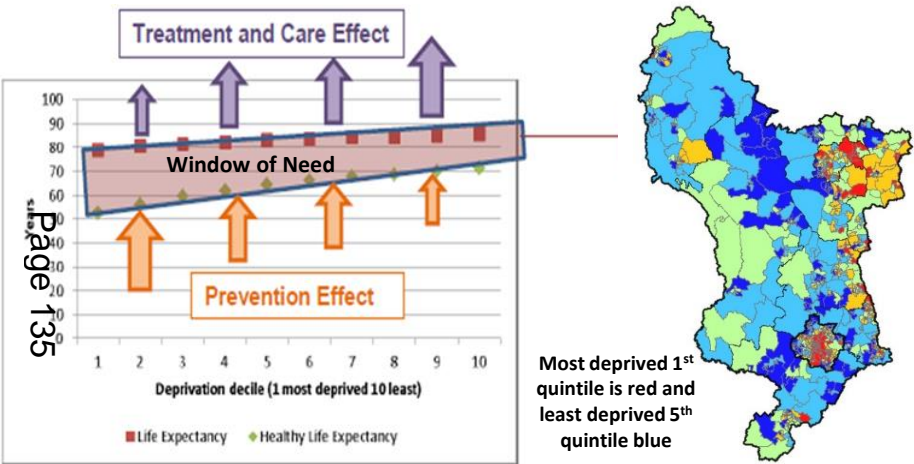 Treatment and Care Effect
100
90
80
70
60
50
40
30
20
10
0
Years
Page 135
Window of Need
Prevention Effect
1 2 3 4 5 6 7 8 9 10
Deprivation decile (1 most deprived 10 least)
Life Expectancy Healthy Life Expectancy
Most deprived 1st
quintile is red and
least deprived 5th
quintile blue